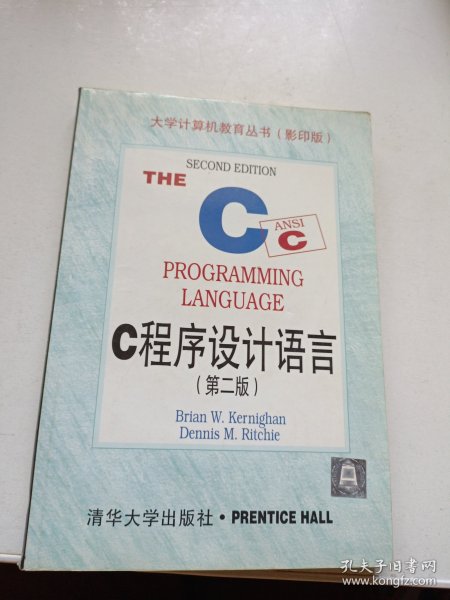 大学计算机教育丛书（影印版）
SECOND EDITION
THE
C
ANSI
C
PROGRAMMING
LANGUAGE
C程序设计语言
（第二版）
Brian W. Kernighan
Dennis M. Ritchie
清华大学出版社·PRENTICE HALL
孔夫子旧书网
www.kongfz.com